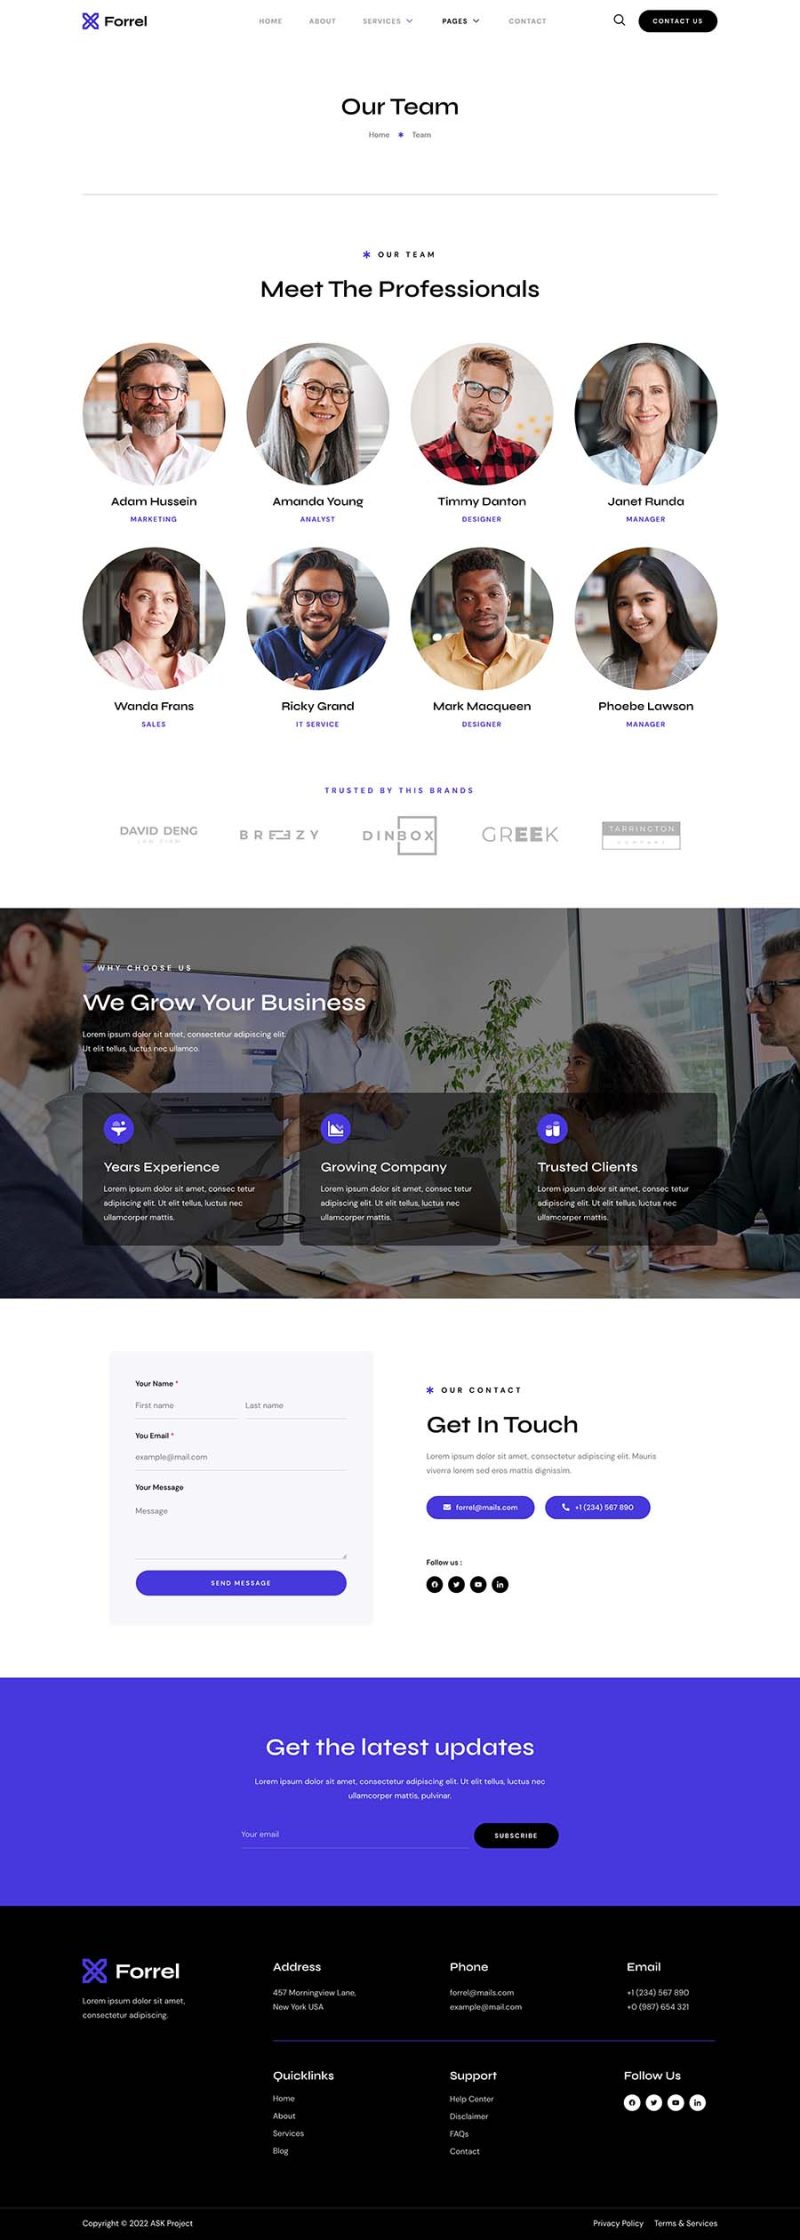 Forrel
HOME
ABOUT
SERVICES
PAGES
CONTACT
CONTACT US
Our Team
Home
Team
OUR TEAM
Meet The Professionals
Adam Hussein
MARKETING
Amanda Young
ANALYST
Timmy Danton
DESIGNER
Janet Runda
MANAGER
Wanda Frans
SALES
Ricky Grand
IT SERVICE
Mark Macqueen
DESIGNER
Phoebe Lawson
MANAGER
TRUSTED BY THIS BRANDS
DAVID DENG
LAW FIRM
BREEZY
DINBOX
GREEK
TARRINGTON
WHY CHOOSE US
We Grow Your Business
Lorem ipsum dolor sit amet, consectetur adipiscing elit.
Ut elit tellus, luctus nec ullamco.
Years Experience
Lorem ipsum dolor sit amet, consec tetur
adipiscing elit. Ut elit tellus, luctus nec
ullamcorper mattis.
Growing Company
Lorem ipsum dolor sit amet, consec tetur
adipiscing elit. Ut elit tellus, luctus nec
ullamcorper mattis.
Trusted Clients
Lorem ipsum dolor sit amet, consec tetur
adipiscing elit. Ut elit tellus, luctus nec
ullamcorper mattis.
Your Name *
First name
Last name
You Email *
example@mail.com
Your Message
Message
SEND MESSAGE
OUR CONTACT
Get In Touch
Lorem ipsum dolor sit amet, consectetur adipiscing elit. Mauris
viverra lorem sed eros mattis dignissim.
forrel@mails.com
+1 (234) 567 890
Follow us :
Get the latest updates
Lorem ipsum dolor sit amet, consectetur adipiscing elit. Ut elit tellus, luctus nec
ullamcorper mattis, pulvinar.
Your email
SUBSCRIBE
Forrel
Lorem ipsum dolor sit amet,
consectetur adipiscing.
Address
457 Morningview Lane,
New York USA
Phone
forrel@mails.com
example@mail.com
Email
+1 (234) 567 890
+0 (987) 654 321
Quicklinks
Home
About
Services
Blog
Support
Help Center
Disclaimer
FAQs
Contact
Follow Us
Copyright © 2022 ASK Project
Privacy Policy
Terms & Services